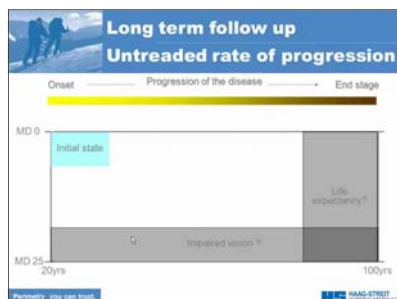 Long term follow up
Untreaded rate of progression
Onset Progression of the disease End stage
MD 0
Initial state
Life
expectancy?
Impaired vision ?
MD 25
20yrs 100yrs
Perimetry you can trust.
HAAG-STREIT